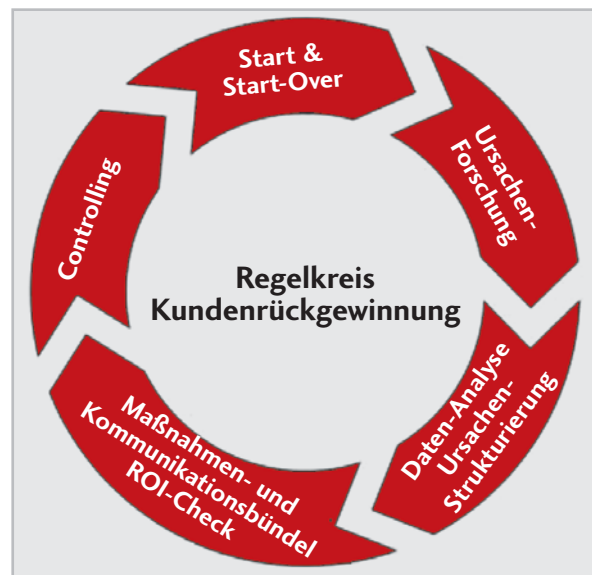 Start &
Start-Over
Ursachen-
Forschung
Daten-Analyse
Ursachen-
Strukturierung
Maßnahmen- und
Kommunikationsbündel
ROI-Check
Controlling
Regelkreis
Kundenrückgewinnung